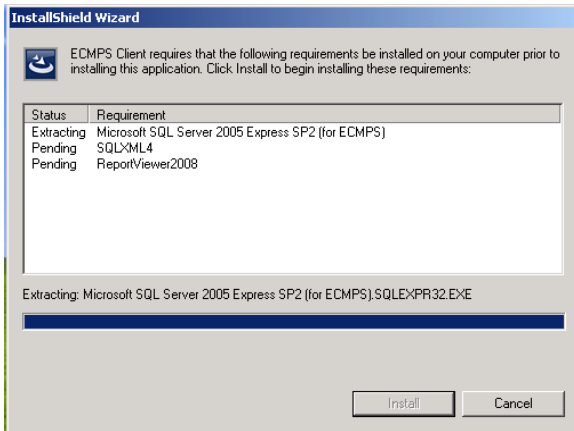 InstallShield Wizard
ECMPS Client requires that the following requirements be installed on your computer prior to
installing this application. Click Install to begin installing these requirements:
Status Requirement
Extracting Microsoft SQL Server 2005 Express SP2 (for ECMPS)
Pending SQLXML4
Pending ReportViewer2008
Extracting: Microsoft SQL Server 2005 Express SP2 (for ECMPS).SQLEXPR32.EXE
Install Cancel